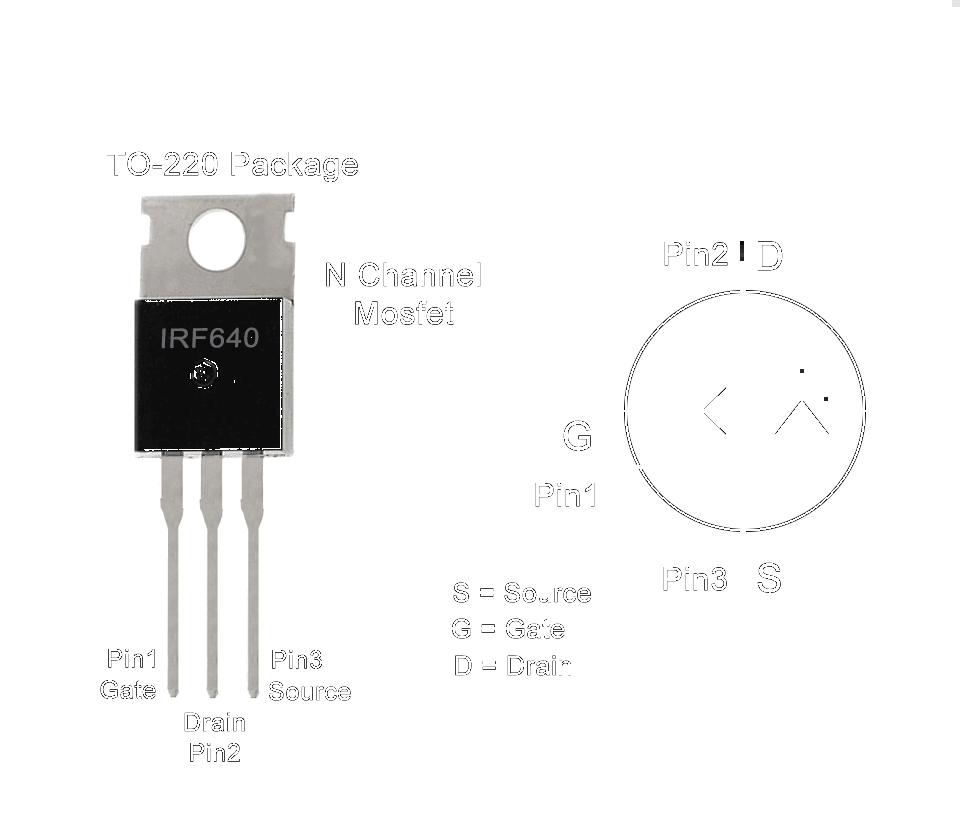 TO-220 Package
N Channel
Mosfet
IRF640
Pin1
Gate
Drain
Pin2
Pin3
Source
Pin2 D
G
Pin1
Pin3 S
S = Source
G = Gate
D = Drain